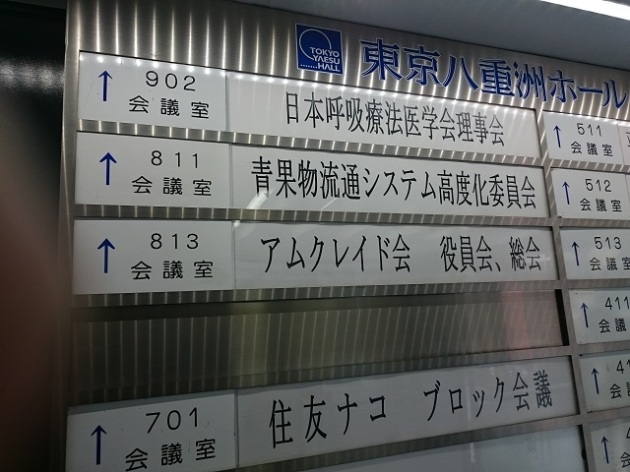 TOKYO
YAESU
HALL
東京八重洲ホール
↑ 902 会議室 日本呼吸療法医学会理事会
↑ 811 会議室 青果物流通システム高度化委員会
↑ 813 会議室 アムクレイド会 役員会、総会
↑ 701 会議室 住友ナコ ブロック会議
↑ 511 会議室
↑ 512 会議室
↑ 513 会議室
↑ 411 会議